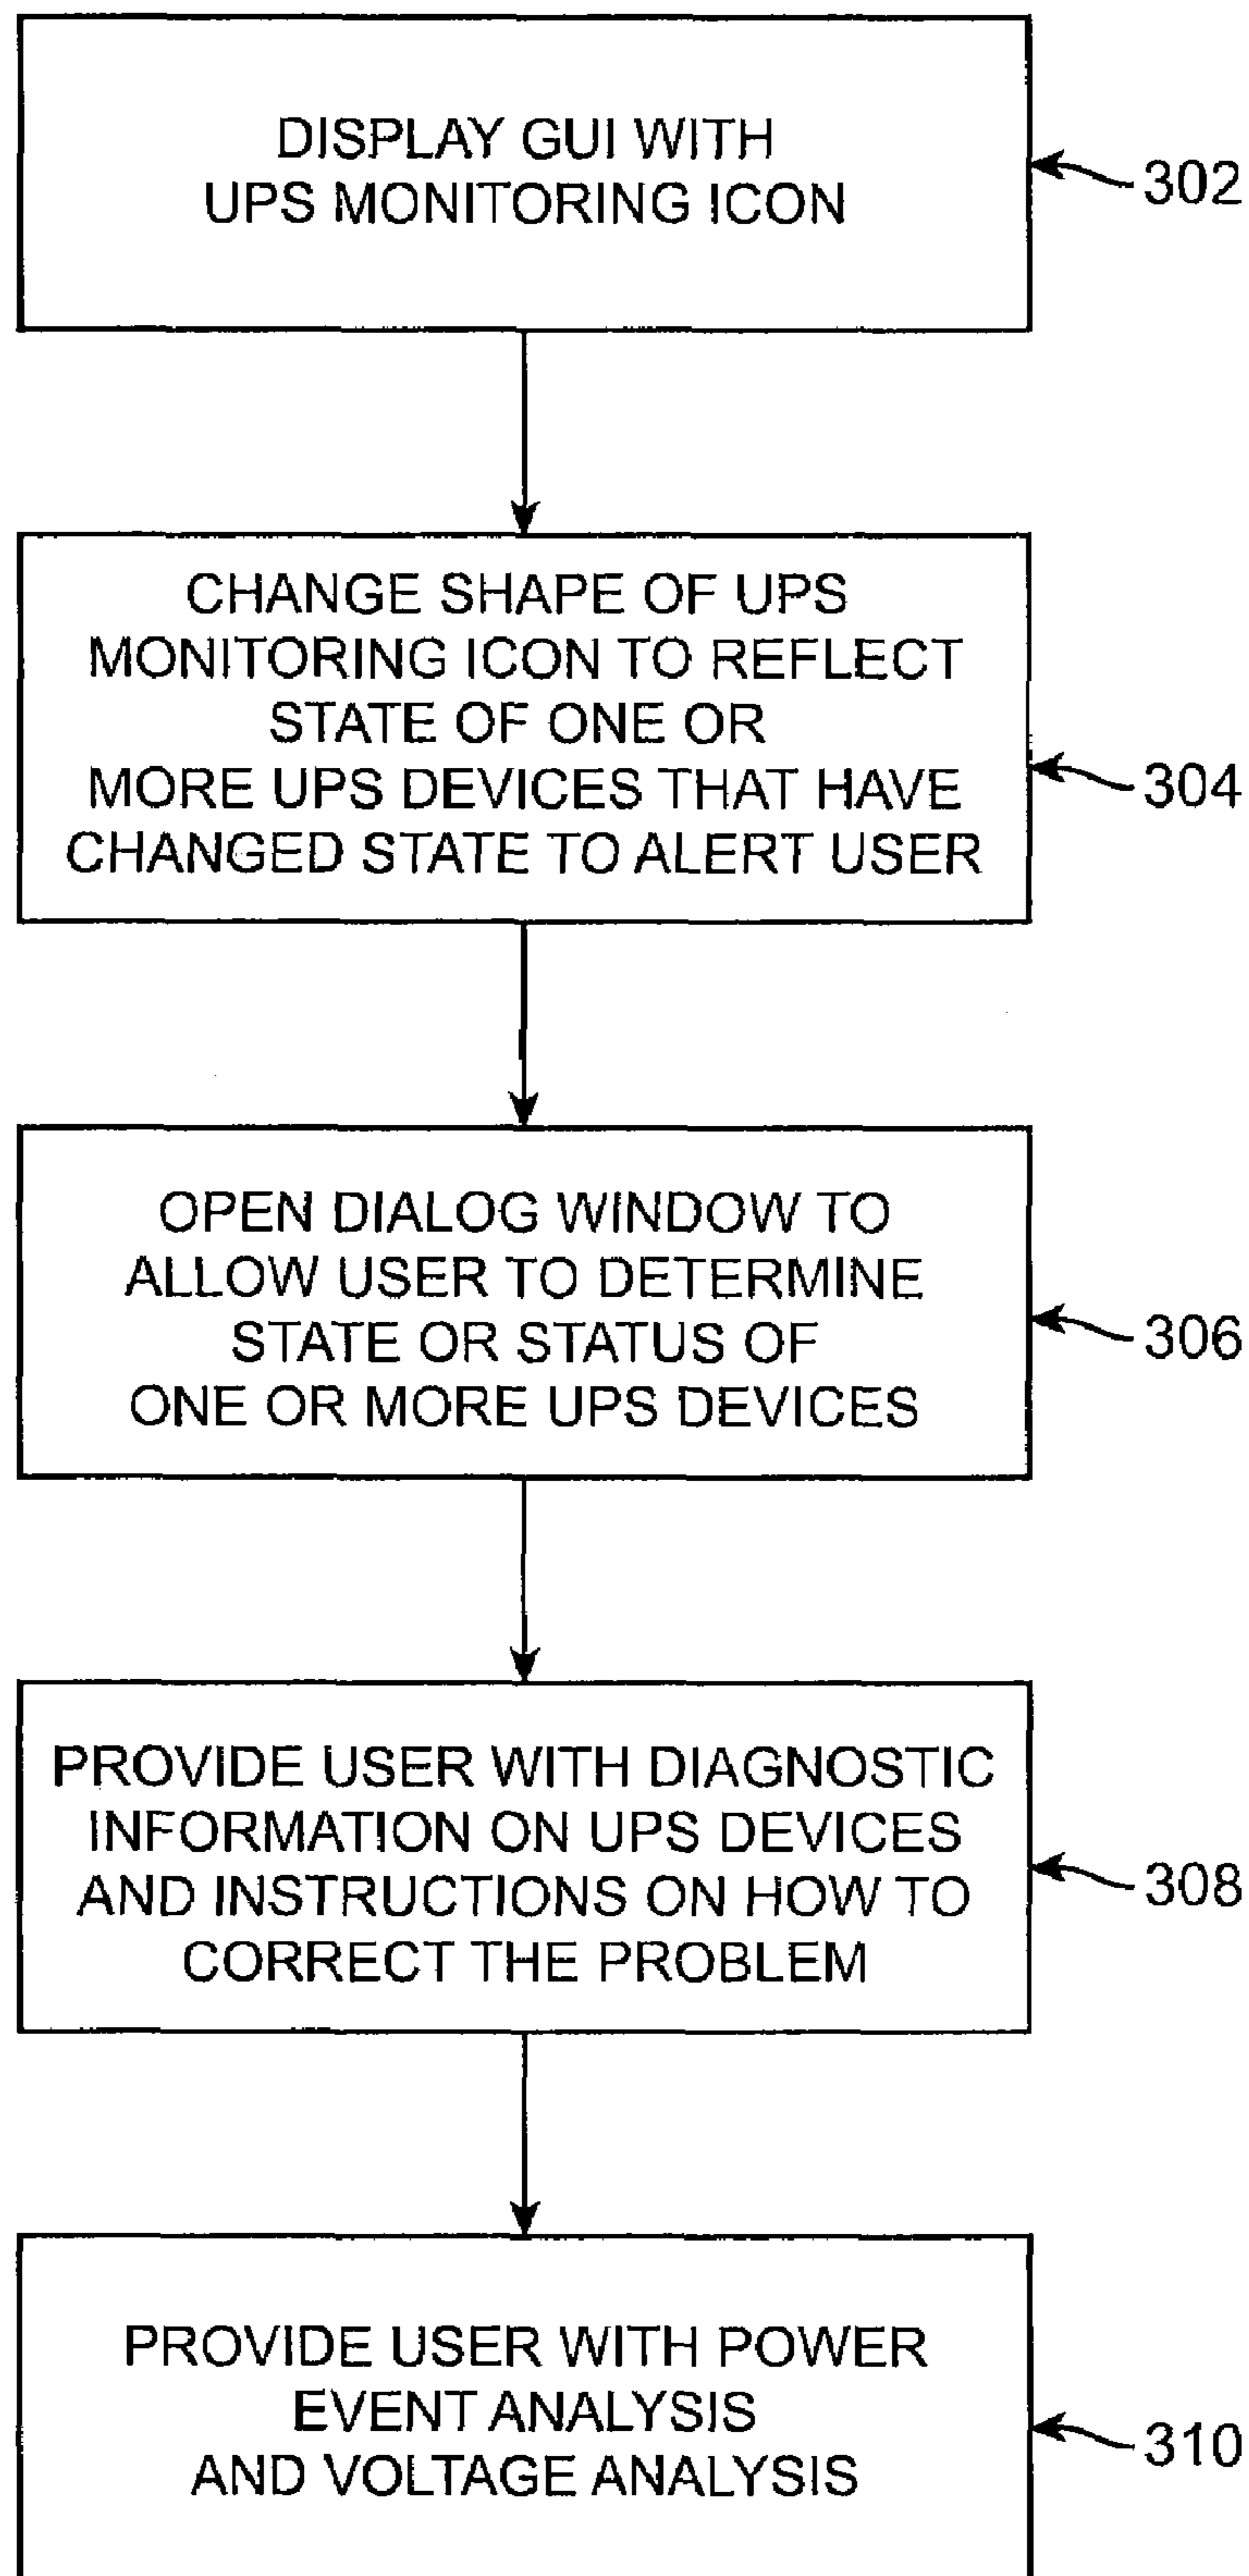 DISPLAY GUI WITH
UPS MONITORING ICON
302
CHANGE SHAPE OF UPS
MONITORING ICON TO REFLECT
STATE OF ONE OR
MORE UPS DEVICES THAT HAVE
CHANGED STATE TO ALERT USER
304
OPEN DIALOG WINDOW TO
ALLOW USER TO DETERMINE
STATE OR STATUS OF
ONE OR MORE UPS DEVICES
306
PROVIDE USER WITH DIAGNOSTIC
INFORMATION ON UPS DEVICES
AND INSTRUCTIONS ON HOW TO
CORRECT THE PROBLEM
308
PROVIDE USER WITH POWER
EVENT ANALYSIS
AND VOLTAGE ANALYSIS
310